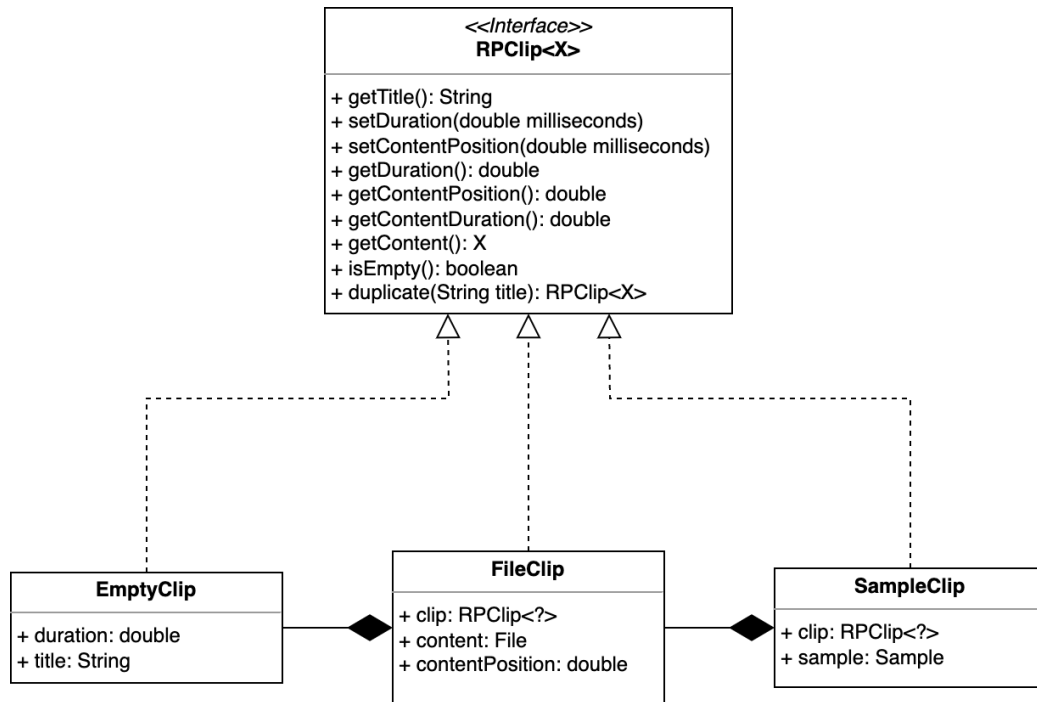 <<Interface>>
RPClip<X>
+ getTitle(): String
+ setDuration(double milliseconds)
+ setContentPosition(double milliseconds)
+ getDuration(): double
+ getContentPosition(): double
+ getContentDuration(): double
+ getContent(): X
+ isEmpty(): boolean
+ duplicate(String title): RPClip<X>
EmptyClip
+ duration: double
+ title: String
FileClip
+ clip: RPClip<?>
+ content: File
+ contentPosition: double
SampleClip
+ clip: RPClip<?>
+ sample: Sample